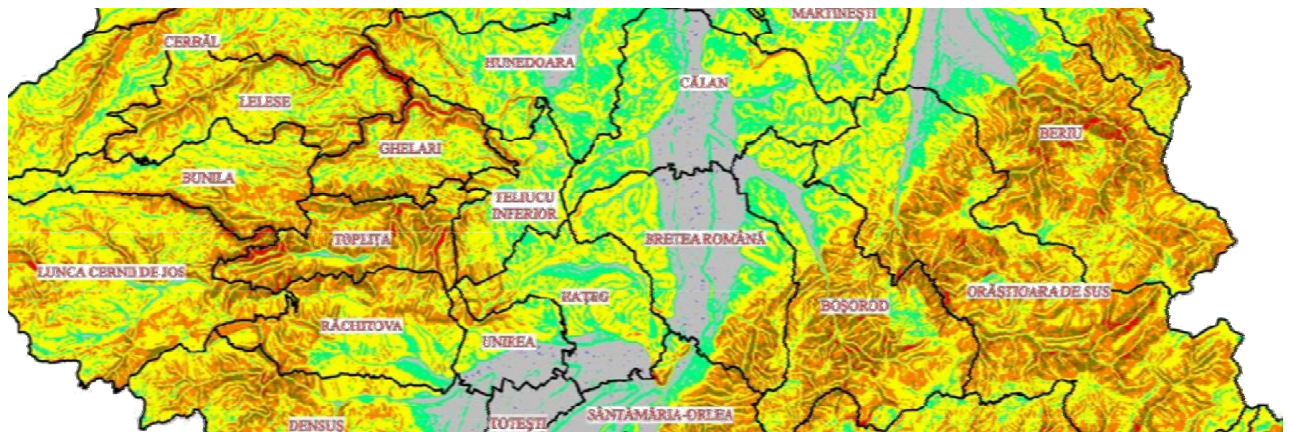 MARTINEȘTI
CERBĂL
HUNEDOARA
CĂLAN
LELESE
BERIU
GHELARI
BUNILA
TELIUCU
INFERIOR
TOPLIȚA
BRETEA ROMÂNĂ
LUNCA CERNII DE JOS
ORĂȘTIOARA DE SUS
HAȚEG
BOȘOROD
RĂCHITOVA
UNIREA
SÂNTĂMĂRIA-ORLEA
TOTEȘTI
DENSUȘ